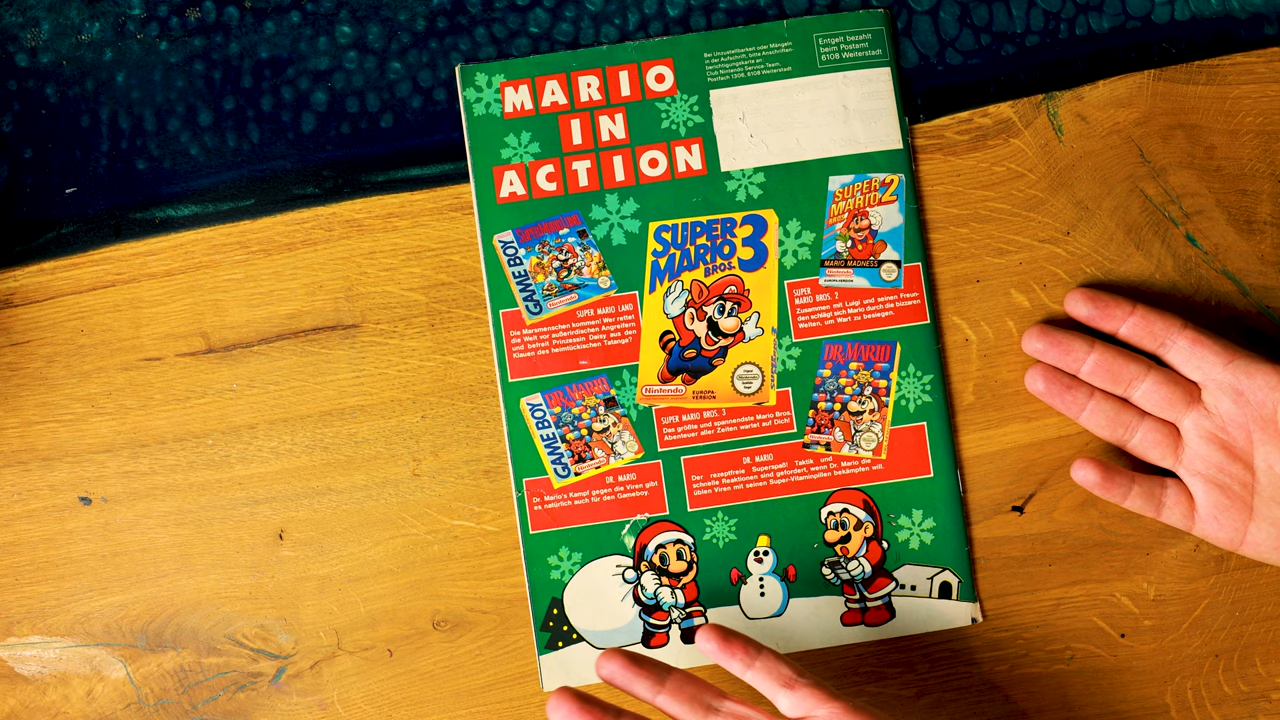 MARIO
IN
ACTION
Bei Unzustellbarkeit oder Mängeln
in der Aufschrift, bitte Anschriften-
berichtigungskarte an:
Club Nintendo Service-Team,
Postfach 1306, 6108 Weiterstadt
Entgelt bezahlt
beim Postamt
6108 Weiterstadt
GAME BOY
SUPER MARIO LAND
Nintendo
SUPER MARIO LAND
Die Marsmenschen kommen! Wer rettet
die Welt vor außerirdischen Angreifern
und befreit Prinzessin Daisy aus den
Klauen des heimtückischen Tatanga?
SUPER
MARIO 3
BROS.
Nintendo
EUROPA-
VERSION
SUPER MARIO BROS. 3
Das größte und spannendste Mario Bros.
Abenteuer aller Zeiten wartet auf Dich!
SUPER
MARIO 2
BROS.
MARIO MADNESS
Nintendo
EUROPA-VERSION
SUPER
MARIO BROS. 2
Zusammen mit Luigi und seinen Freun-
den schlägt sich Mario durch die bizarren
Welten, um Wart zu besiegen.
GAME BOY
DR. MARIO
Nintendo
DR. MARIO
Dr. Mario's Kampf gegen die Viren gibt
es natürlich auch für den Gameboy.
DR. MARIO
Nintendo
DR. MARIO
Der rezeptfreie Superspaß! Taktik und
schnelle Reaktionen sind gefordert, wenn Dr. Mario die
üblen Viren mit seinen Super-Vitaminpillen bekämpfen will.